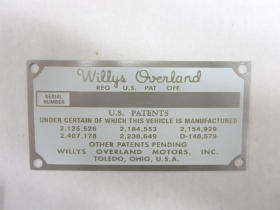 Willys Overland
REG U.S. PAT OFF.
SERIAL
NUMBER
U.S. PATENTS
UNDER CERTAIN OF WHICH THIS VEHICLE IS MANUFACTURED
2,125,526 2,184,553 2,154,929
2,407,178 2,238,649 D-148,579
OTHER PATENTS PENDING
WILLYS OVERLAND MOTORS, INC.
TOLEDO, OHIO, U.S.A.